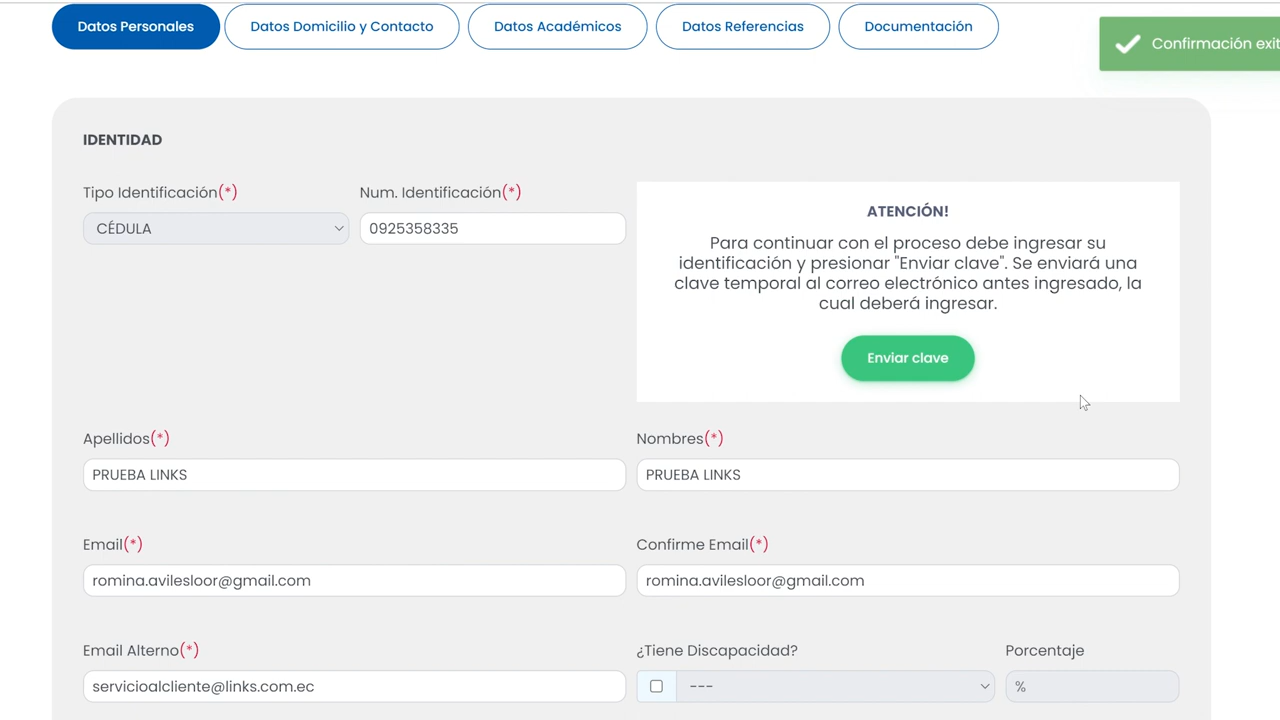 Datos Personales
Datos Domicilio y Contacto
Datos Académicos
Datos Referencias
Documentación
Confirmación exit
IDENTIDAD
Tipo Identificación(*)
Num. Identificación(*)
CÉDULA
0925358335
ATENCIÓN!
Para continuar con el proceso debe ingresar su
identificación y presionar "Enviar clave". Se enviará una
clave temporal al correo electrónico antes ingresado, la
cual deberá ingresar.
Enviar clave
Apellidos(*)
Nombres(*)
PRUEBA LINKS
PRUEBA LINKS
Email(*)
Confirme Email(*)
romina.avilesloor@gmail.com
romina.avilesloor@gmail.com
Email Alterno(*)
¿Tiene Discapacidad?
Porcentaje
servicioalcliente@links.com.ec
---
%